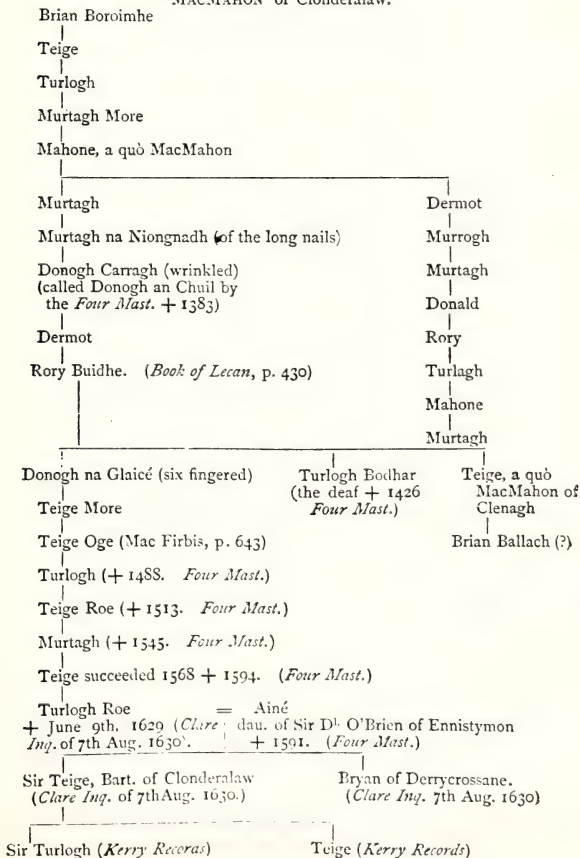 MACMAHON of Clonderalaw.
Brian Boroimhe
Teige
Turlogh
Murtagh More
Mahone, a quò MacMahon
Murtagh
Dermot
Murtagh na Niongnadh (of the long nails)
Murrogh
Donogh Carragh (wrinkled)
(called Donogh an Chuil by
the Four Mast. + 1383)
Murtagh
Donald
Dermot
Rory
Rory Buidhe. (Book of Lecan, p. 430)
Turlagh
Mahone
Murtagh
Donogh na Glaicé (six fingered)
Turlogh Bodhar
(the deaf + 1426
Four Mast.)
Teige, a quò
MacMahon of
Clenagh
Teige More
Teige Oge (Mac Firbis, p. 643)
Brian Ballach (?)
Turlogh (+ 1488. Four Mast.)
Teige Roe (+ 1513. Four Mast.)
Murtagh (+ 1545. Four Mast.)
Teige succeeded 1568 + 1594. (Four Mast.)
Turlogh Roe = Ainé
+ June 9th, 1629 (Clare dau. of Sir Dl. O'Brien of Ennistymon
Inq. of 7th Aug. 1630). + 1591. (Four Mast.)
Sir Teige, Bart. of Clonderalaw
(Clare Inq. of 7th Aug. 1630.)
Bryan of Derrycrossane.
(Clare Inq. 7th Aug. 1630)
Sir Turlogh (Kerry Records)
Teige (Kerry Records)